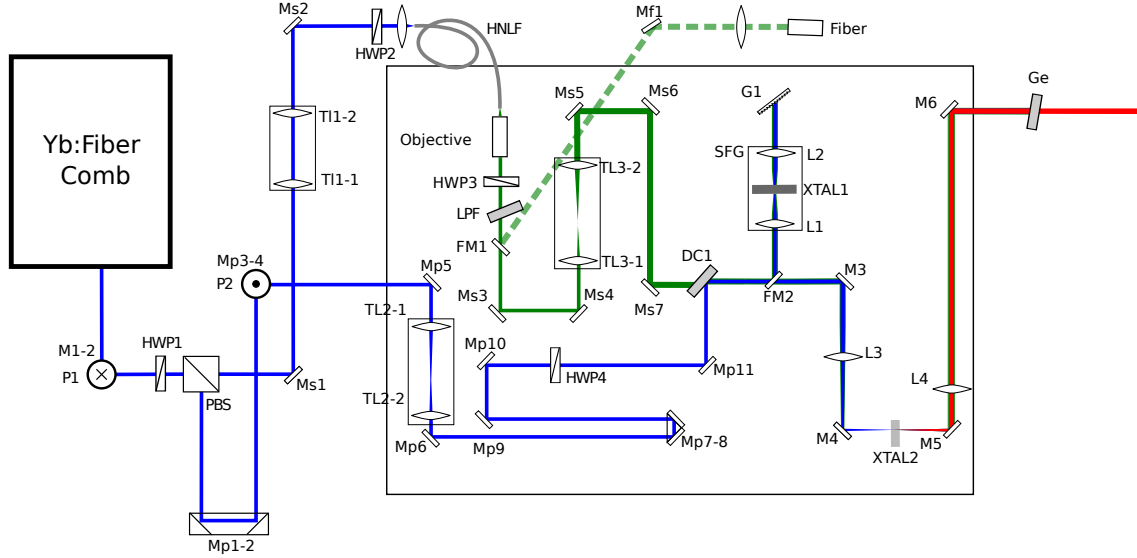 Ms2
Mf1
Fiber
HWP2
HNLF
Ge
Ms5
Ms6
G1
M6
Tl1-2
Yb:Fiber
Comb
Objective
SFG
L2
TL3-2
Tl1-1
HWP3
XTAL1
LPF
L1
FM1
Mp3-4
P2
Mp5
TL3-1
DC1
M3
Ms3
Ms4
Ms7
FM2
TL2-1
M1-2
HWP1
Mp10
L3
P1
HWP4
Mp11
L4
Ms1
PBS
TL2-2
Mp6
Mp9
Mp7-8
M4
M5
XTAL2
Mp1-2